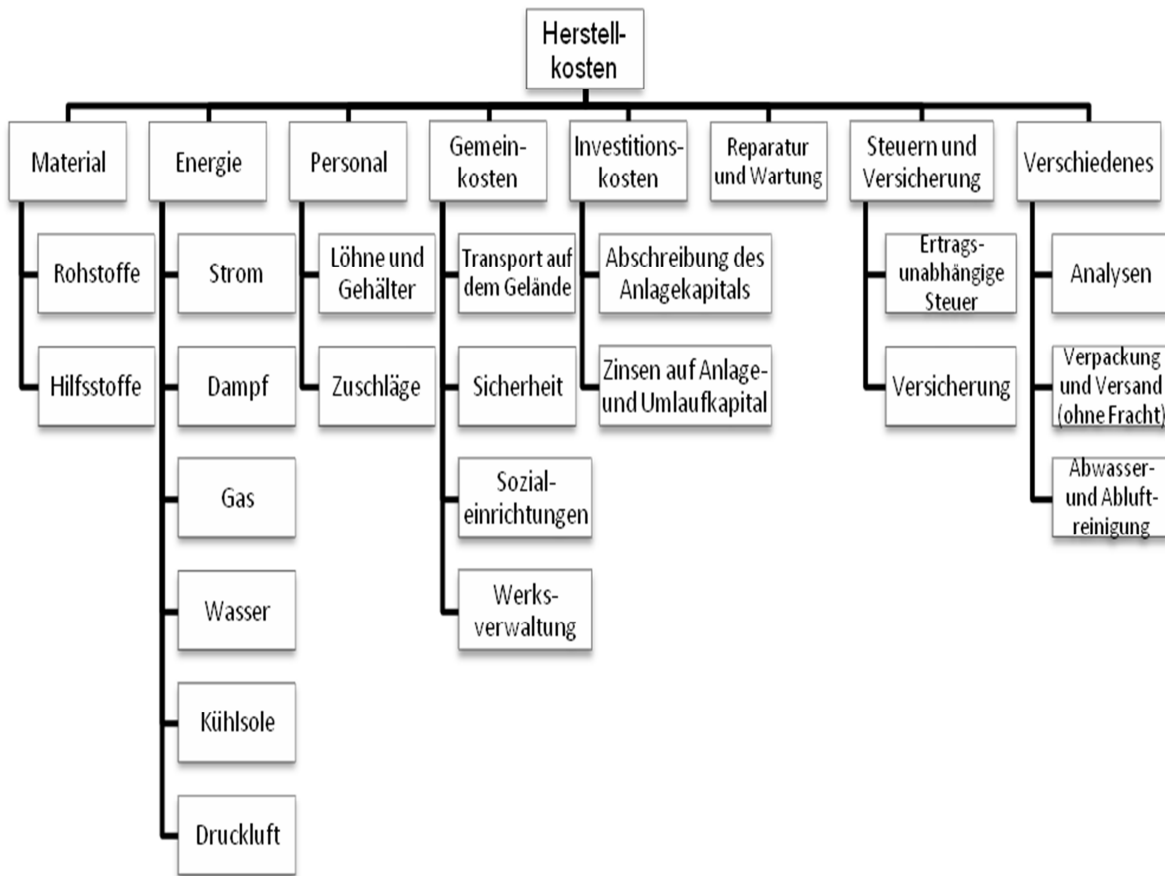 Herstell-
kosten
Material
Energie
Personal
Gemein-
kosten
Investitions-
kosten
Reparatur
und Wartung
Steuern und
Versicherung
Verschiedenes
Rohstoffe
Hilfsstoffe
Strom
Dampf
Gas
Wasser
Kühlsole
Druckluft
Löhne und
Gehälter
Zuschläge
Transport auf
dem Gelände
Sicherheit
Sozial-
einrichtungen
Werks-
verwaltung
Abschreibung des
Anlagekapitals
Zinsen auf Anlage-
und Umlaufkapital
Ertrags-
unabhängige
Steuer
Versicherung
Analysen
Verpackung
und Versand
(ohne Fracht)
Abwasser-
und Abluft-
reinigung